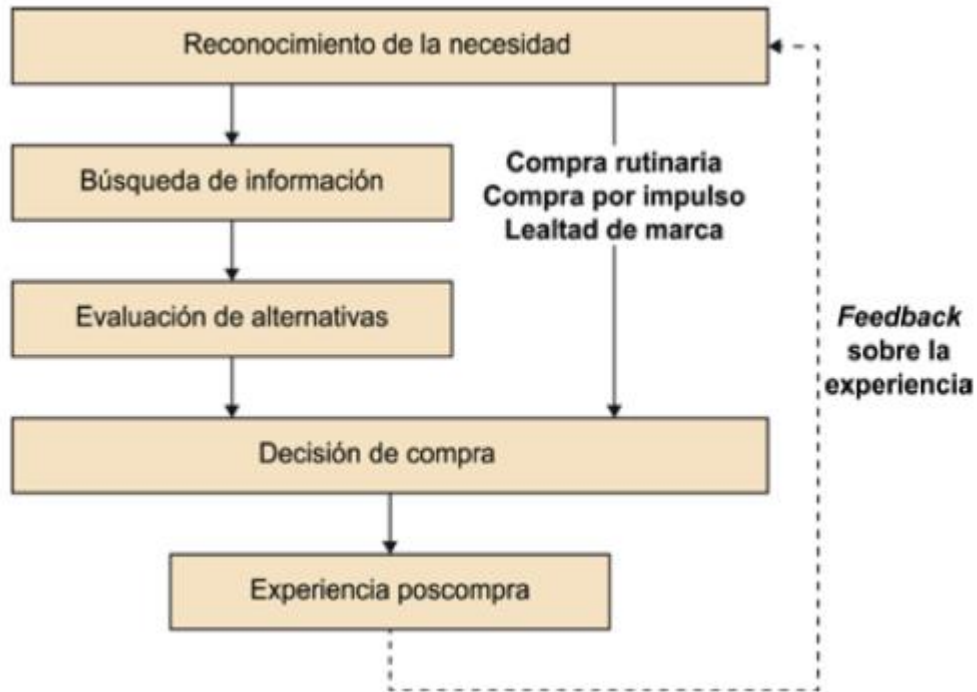 Reconocimiento de la necesidad
Búsqueda de información
Compra rutinaria
Compra por impulso
Lealtad de marca
Evaluación de alternativas
Feedback
sobre la
experiencia
Decisión de compra
Experiencia poscompra